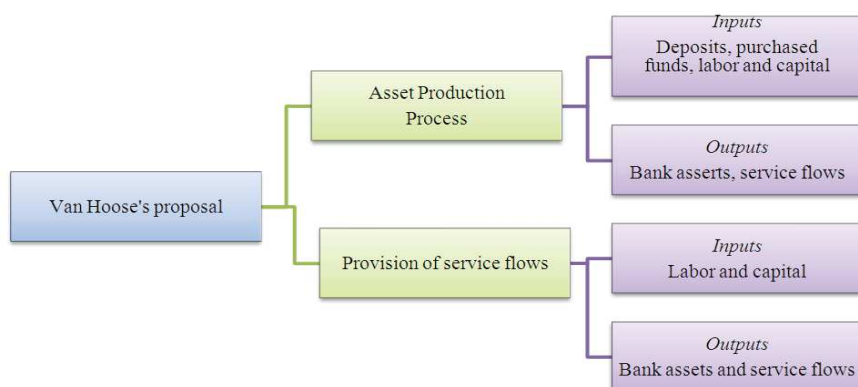 Van Hoose's proposal
Asset Production
Process
Inputs
Deposits, purchased
funds, labor and capital
Outputs
Bank asserts, service flows
Provision of service flows
Inputs
Labor and capital
Outputs
Bank assets and service flows